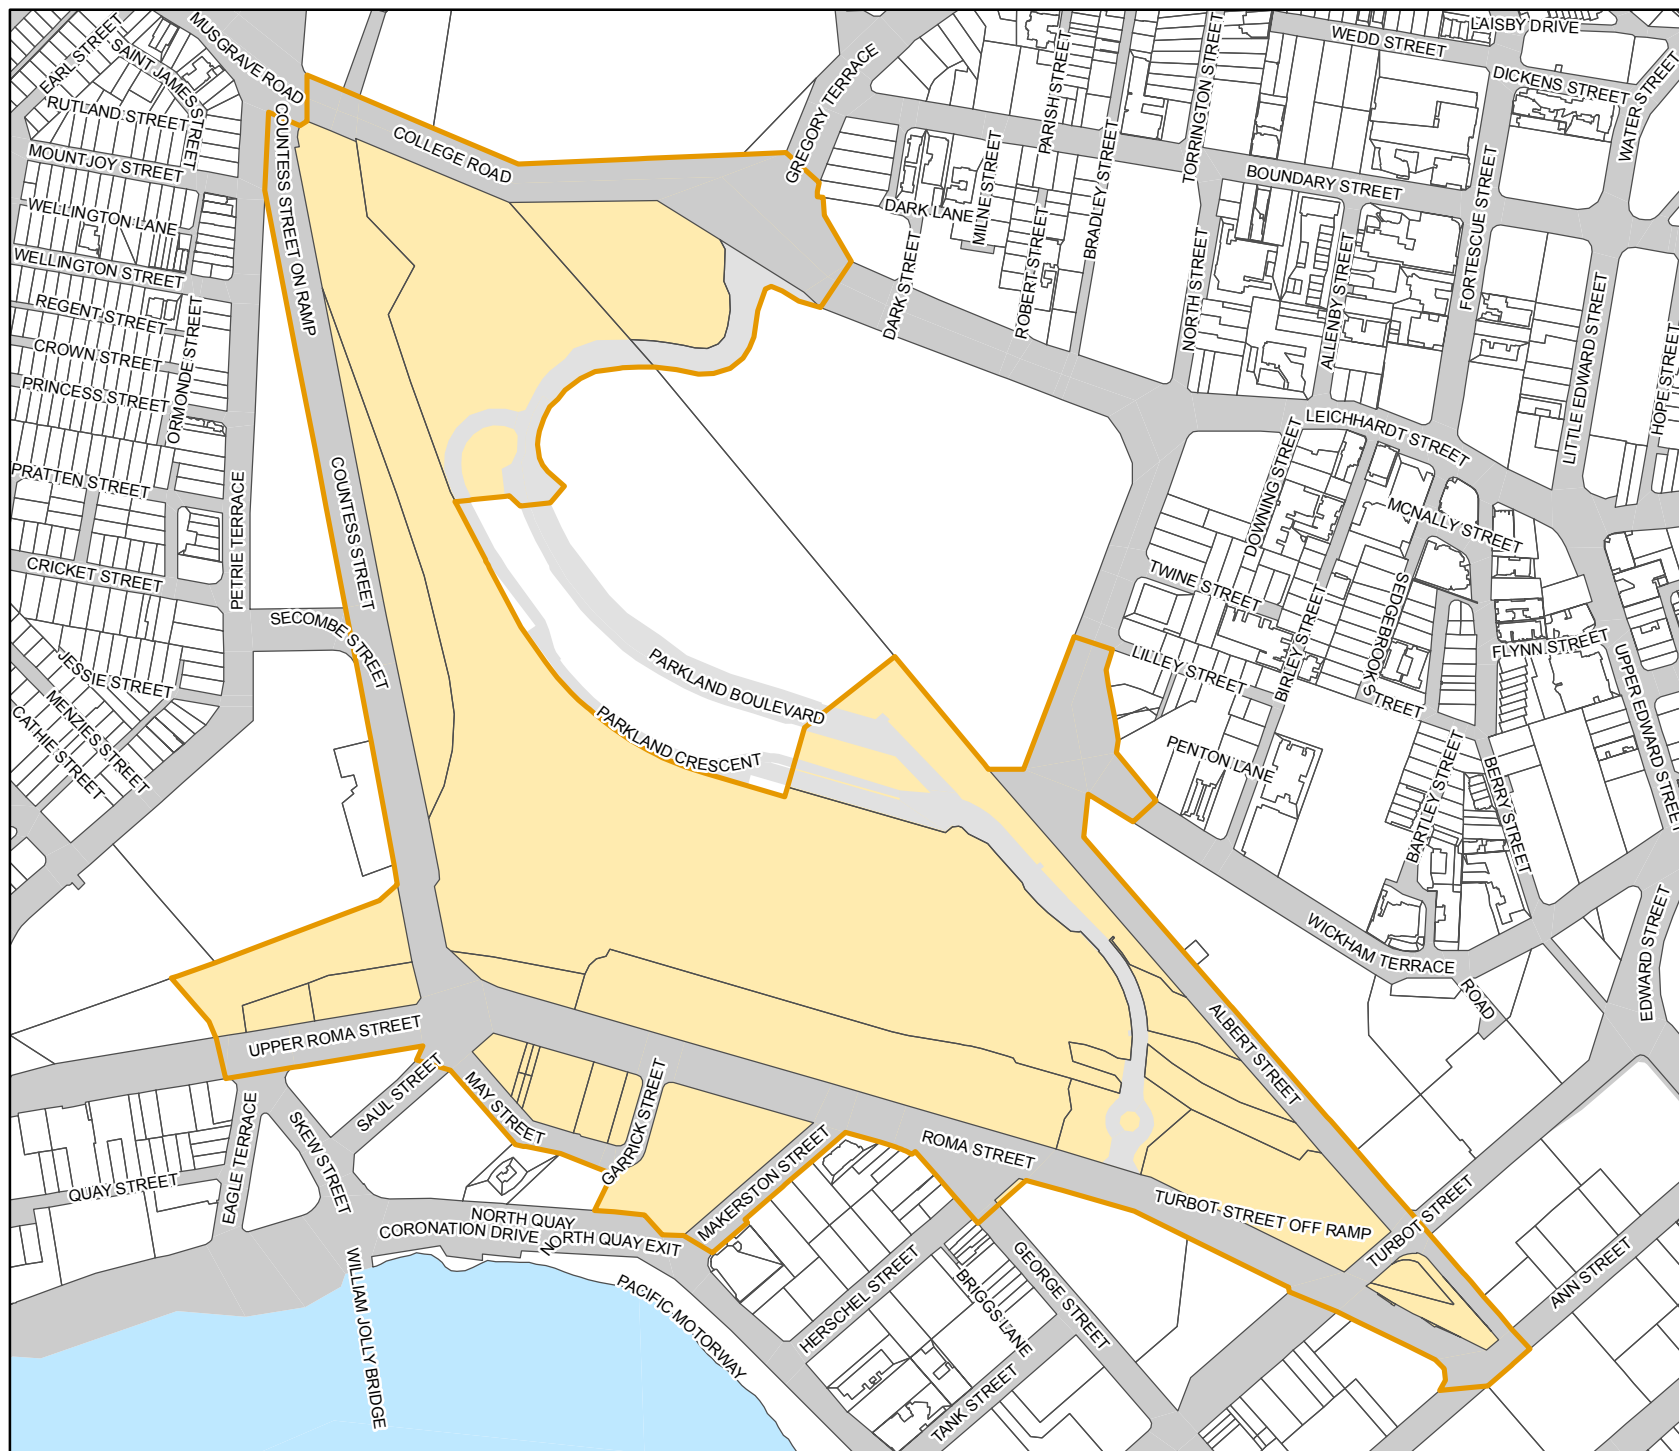 LAISBY DRIVE
WEDD STREET
DICKENS STREET
WATER STREET
MUSGRAVE ROAD
EARL STREET
SAINT JAMES STREET
RUTLAND STREET
MOUNTJOY STREET
WELLINGTON LANE
WELLINGTON STREET
REGENT STREET
CROWN STREET
PRINCESS STREET
ORMONDE STREET
PRATTEN STREET
CRICKET STREET
PETRIE TERRACE
JESSIE STREET
MENZIES STREET
CATHIE STREET
COUNTESS STREET ON RAMP
COUNTESS STREET
SECOMBE STREET
COLLEGE ROAD
GREGORY TERRACE
PARISH STREET
TORRINGTON STREET
BRADLEY STREET
MILNE STREET
DARK LANE
DARK STREET
ROBERT STREET
BOUNDARY STREET
NORTH STREET
ALLENBY STREET
FORTESCUE STREET
LITTLE EDWARD STREET
HOPE STREET
LEICHHARDT STREET
DOWNING STREET
MCNALLY STREET
TWINE STREET
SEDGEBROOK STREET
BIRLEY STREET
FLYNN STREET
LILLEY STREET
UPPER EDWARD STREET
PENTON LANE
BARTLEY STREET
BERRY STREET
PARKLAND BOULEVARD
PARKLAND CRESCENT
WICKHAM TERRACE
ROAD
EDWARD STREET
ALBERT STREET
UPPER ROMA STREET
SAUL STREET
MAY STREET
GARRICK STREET
MAKERSTON STREET
ROMA STREET
EAGLE TERRACE
SKEW STREET
QUAY STREET
NORTH QUAY
CORONATION DRIVE
NORTH QUAY EXIT
WILLIAM JOLLY BRIDGE
PACIFIC MOTORWAY
HERSCHEL STREET
BRIGGS LANE
GEORGE STREET
TANK STREET
TURBOT STREET OFF RAMP
TURBOT STREET
ANN STREET
STREET